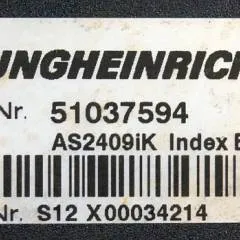 UNGHEINRICH
Nr. 51037594
AS2409iK Index B
Nr. S12 X00034214